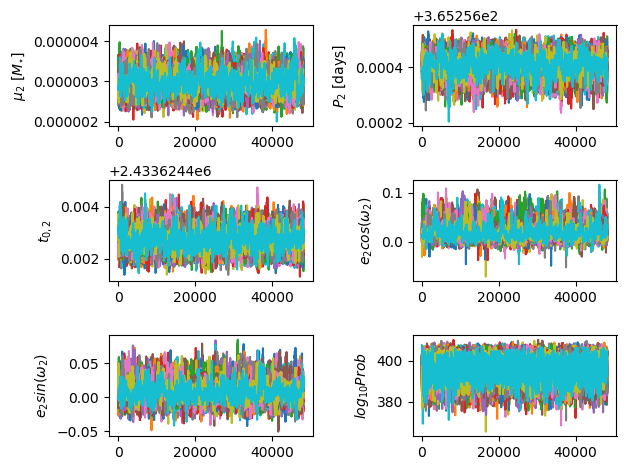 +3.65256e2
0.000004
0.000003
0.000002
μ₂ [M⋆]
0 20000 40000
0.0004
0.0002
P₂ [days]
0 20000 40000
+2.4336244e6
0.004
0.002
t₀,₂
0 20000 40000
0.1
0.0
e₂cos(ω₂)
0 20000 40000
0.05
0.00
−0.05
e₂sin(ω₂)
0 20000 40000
400
380
log₁₀Prob
0 20000 40000